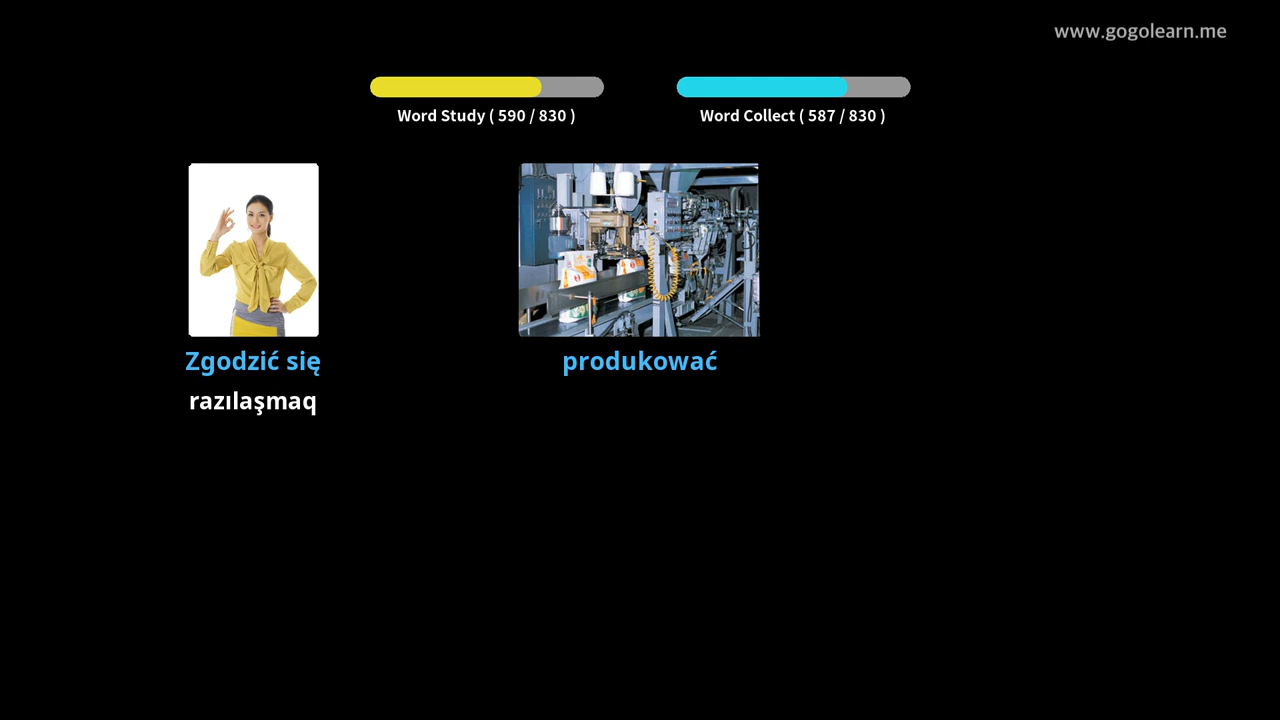 www.gogolearn.me
Word Study ( 590 / 830 )
Word Collect ( 587 / 830 )
Zgodzić się
produkować
razılaşmaq